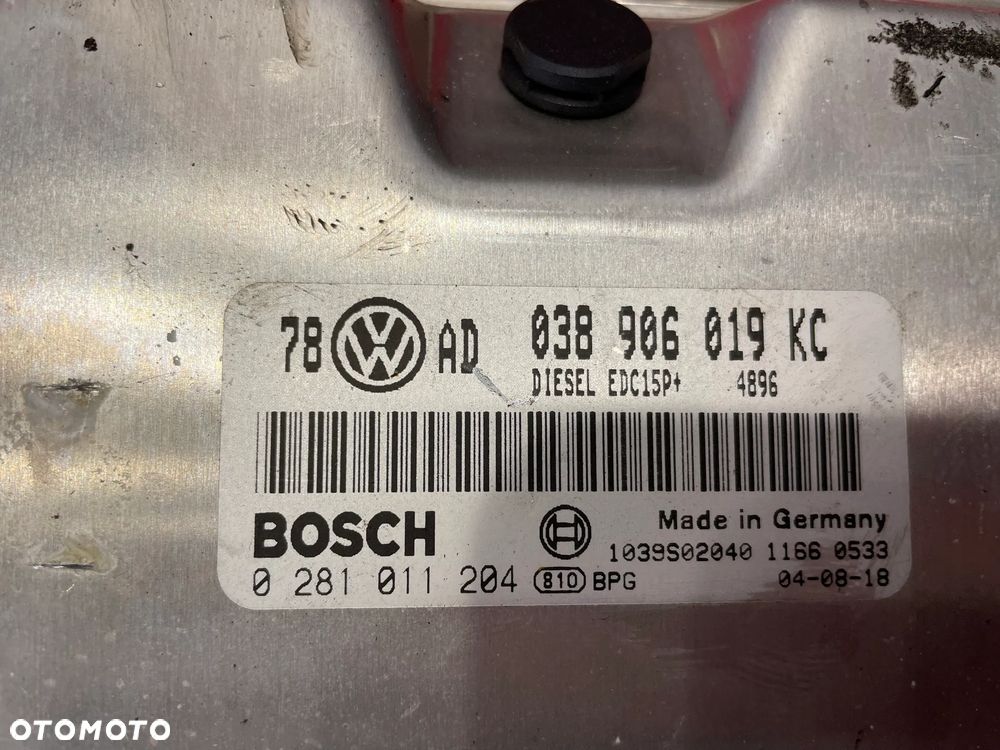 78 AD 038 906 019 KC
DIESEL EDC15P+ 4896
BOSCH
Made in Germany
1039S02040 1166 0533
0 281 011 204 810 BPG 04-08-18
OTOMOTO